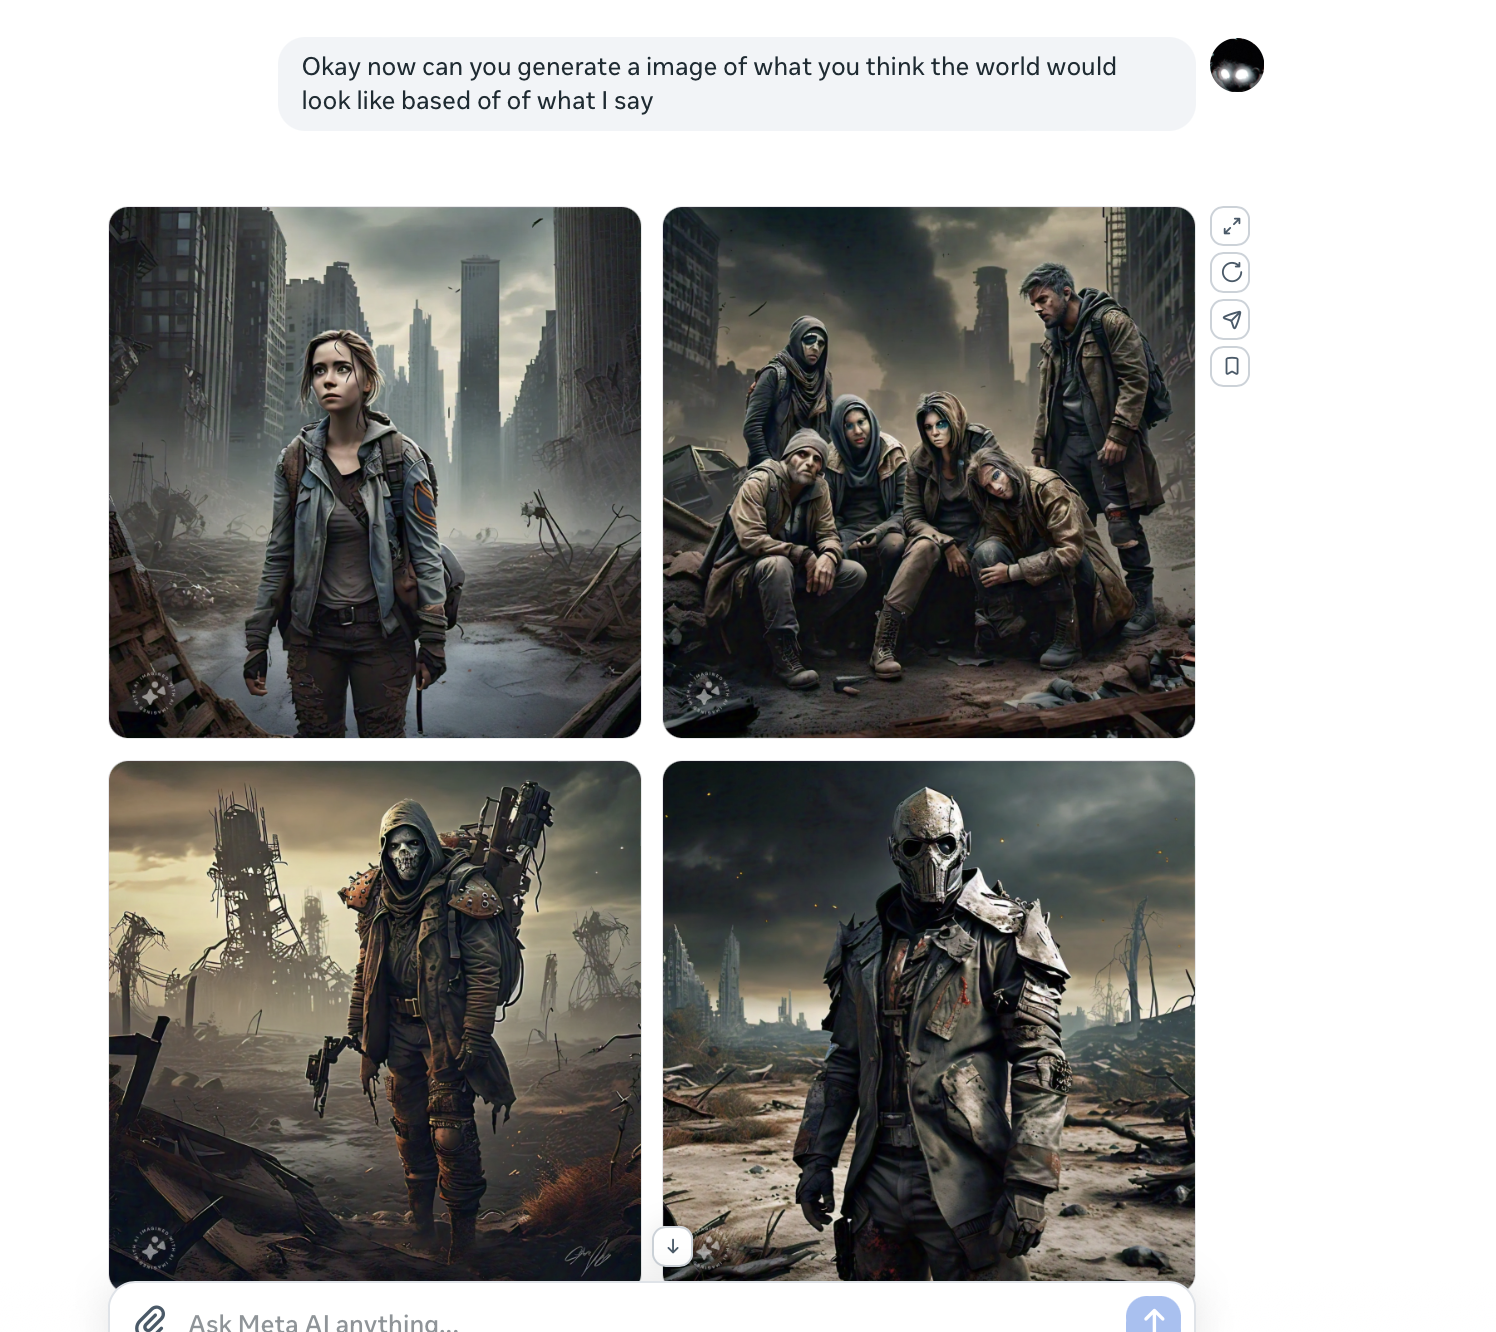 Okay now can you generate a image of what you think the world would
look like based of of what I say
Ask Meta AI anything...